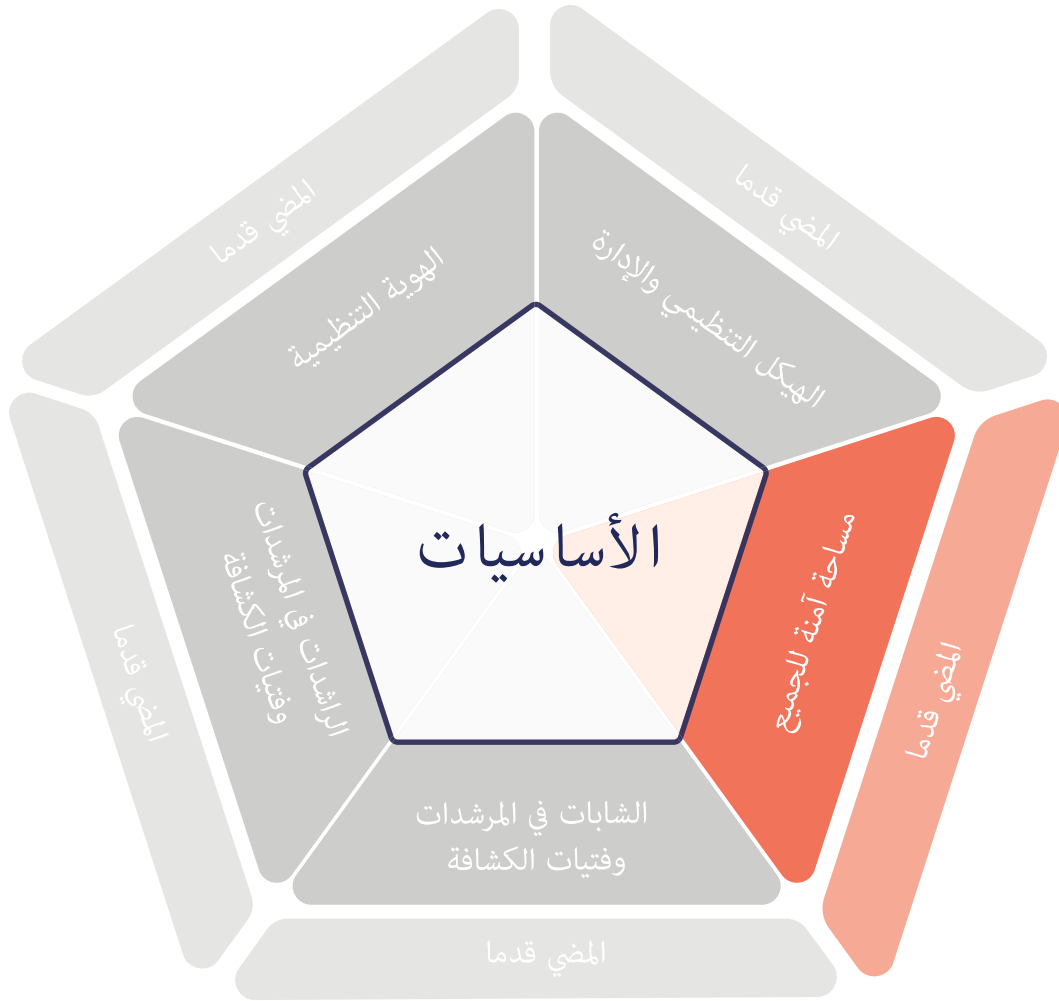 المضي قدما
المضي قدما
الهيكل التنظيمي والإدارة
الهوية التنظيمية
الأساسيات
مساحة آمنة للجميع
المضي قدما
الراشدات في المرشدات
وفتيات الكشافة
المضي قدما
الشابات في المرشدات
وفتيات الكشافة
المضي قدما